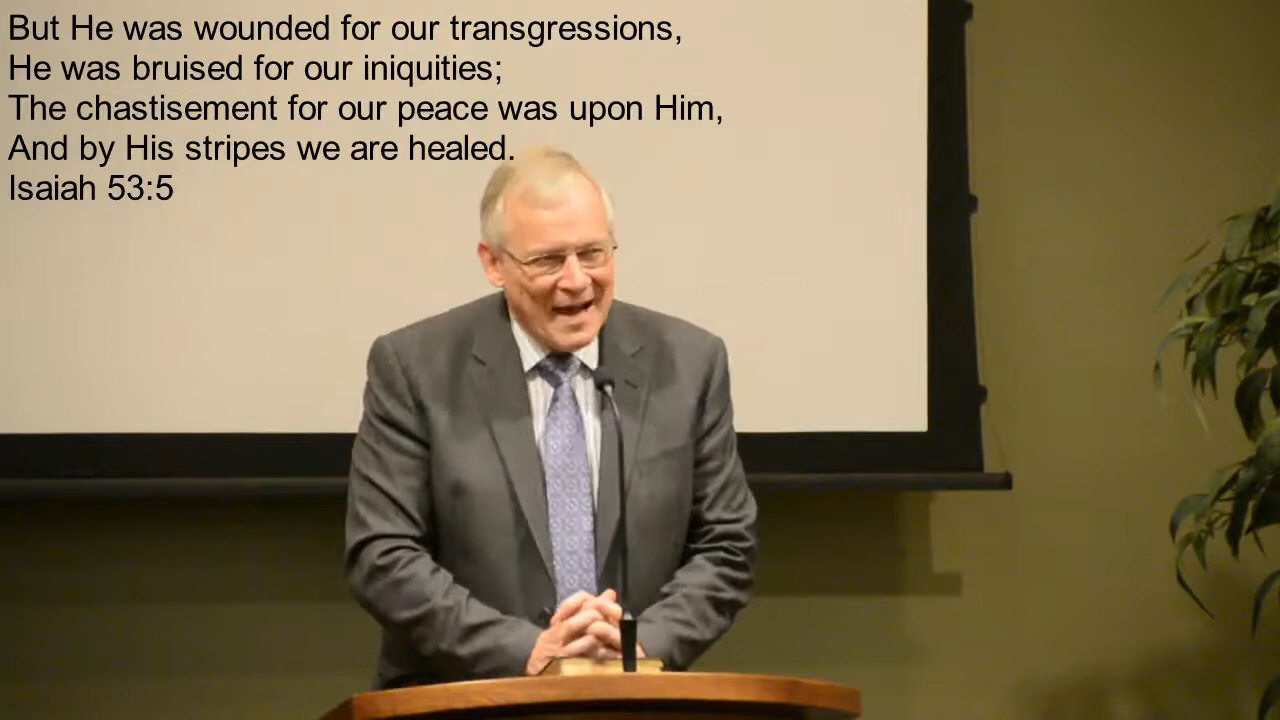 But He was wounded for our transgressions,
He was bruised for our iniquities;
The chastisement for our peace was upon Him,
And by His stripes we are healed.
Isaiah 53:5